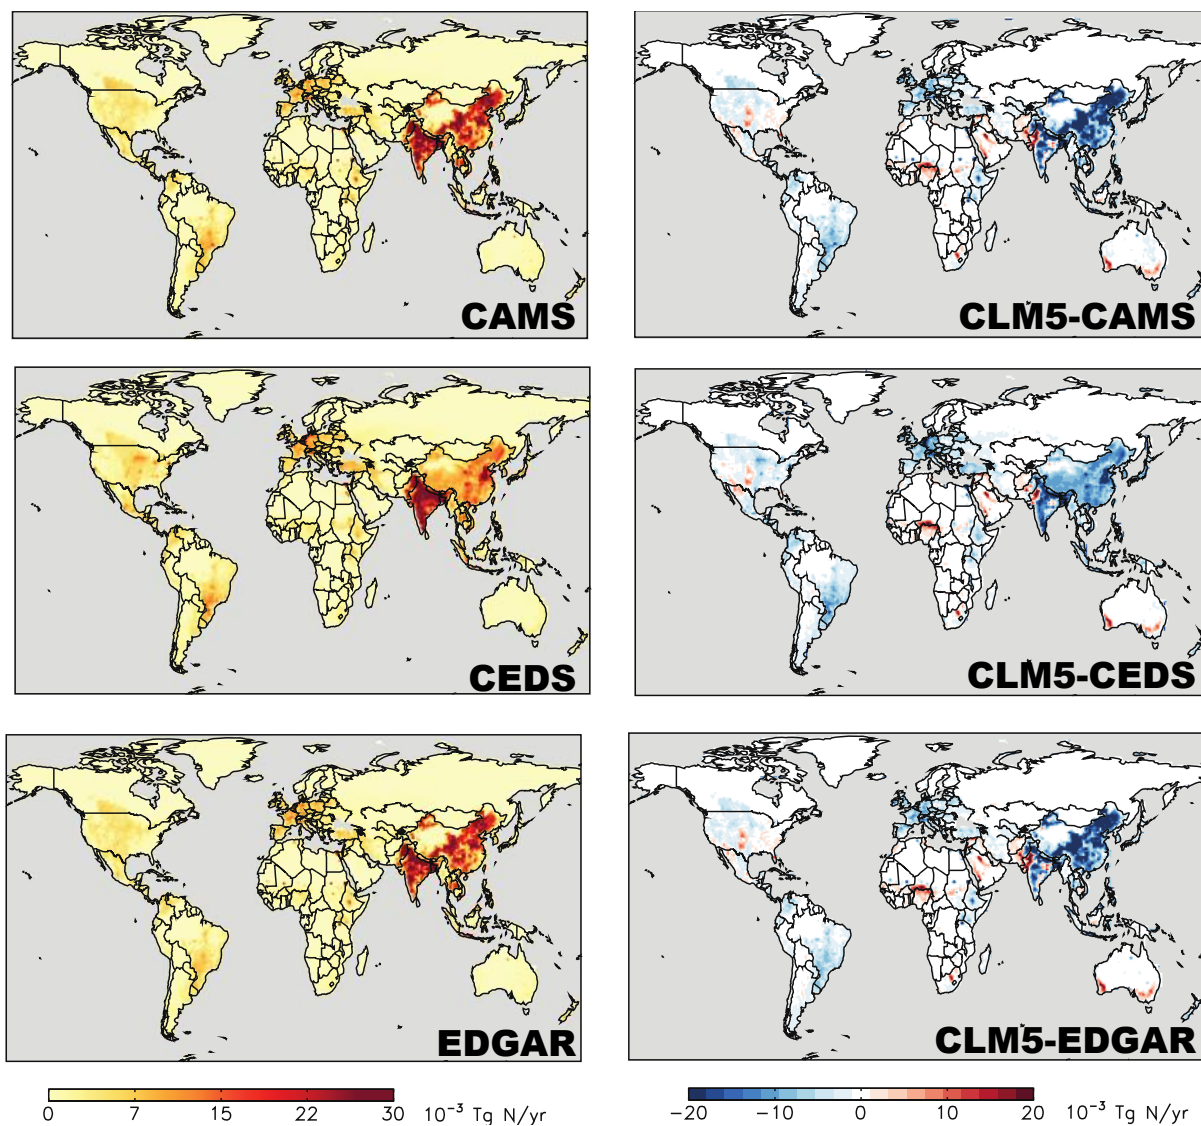 CAMS
CLM5-CAMS
CEDS
CLM5-CEDS
EDGAR
CLM5-EDGAR
0 7 15 22 30 10⁻³ Tg N/yr
−20 −10 0 10 20 10⁻³ Tg N/yr